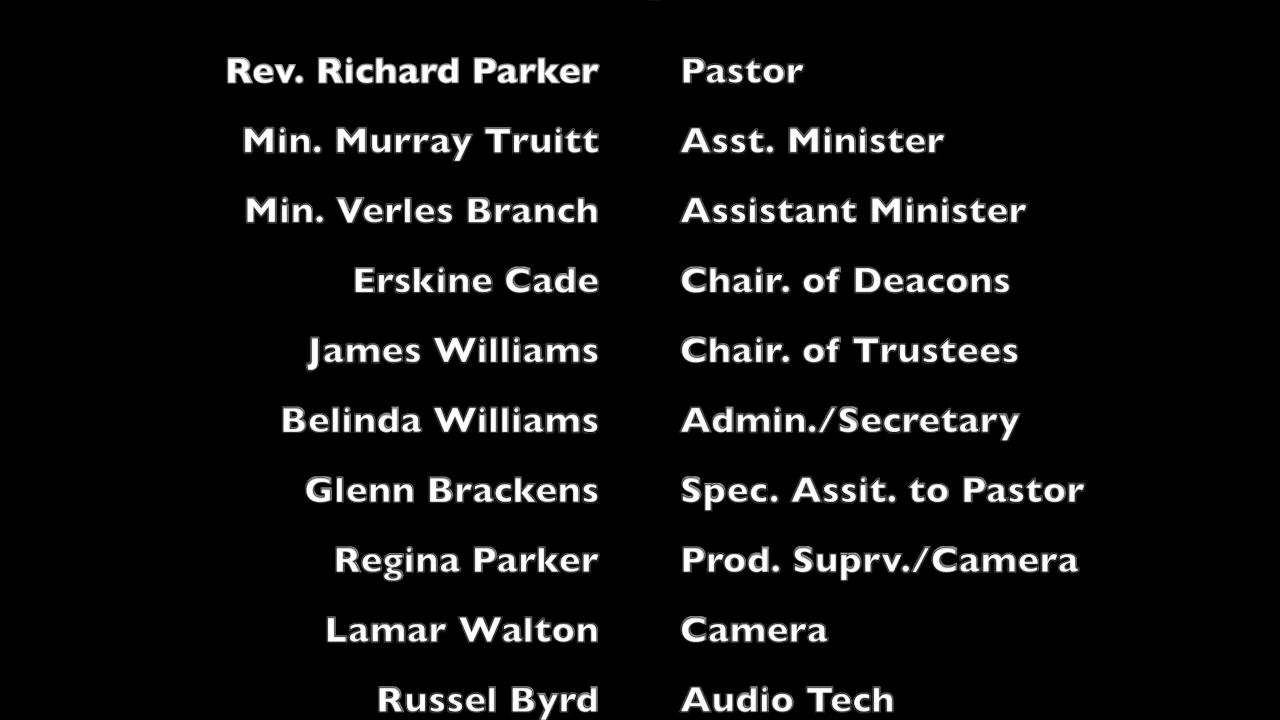 Rev. Richard Parker Pastor
Min. Murray Truitt Asst. Minister
Min. Verles Branch Assistant Minister
Erskine Cade Chair. of Deacons
James Williams Chair. of Trustees
Belinda Williams Admin./Secretary
Glenn Brackens Spec. Assit. to Pastor
Regina Parker Prod. Suprv./Camera
Lamar Walton Camera
Russel Byrd Audio Tech